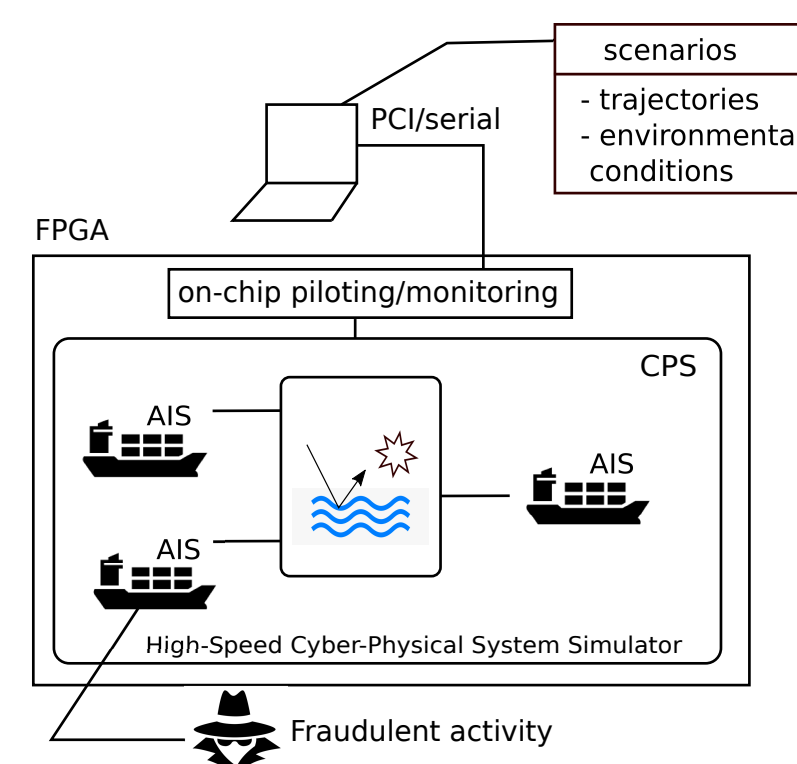 scenarios
- trajectories
- environmenta
conditions
PCI/serial
FPGA
on-chip piloting/monitoring
CPS
AIS
AIS
AIS
High-Speed Cyber-Physical System Simulator
Fraudulent activity